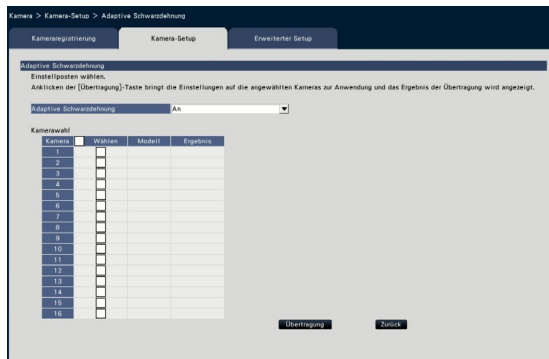 Kamera > Kamera-Setup > Adaptive Schwarzdehnung
Kameraregistrierung Kamera-Setup Erweiterter Setup
Adaptive Schwarzdehnung
Einstellposten wählen.
Anklicken der [Übertragung]-Taste bringt die Einstellungen auf die angewählten Kameras zur Anwendung und das Ergebnis der Übertragung wird angezeigt.
Adaptive Schwarzdehnung An
Kamerawahl
Kamera Wählen Modell Ergebnis
1
2
3
4
5
6
7
8
9
10
11
12
13
14
15
16
Übertragung Zurück